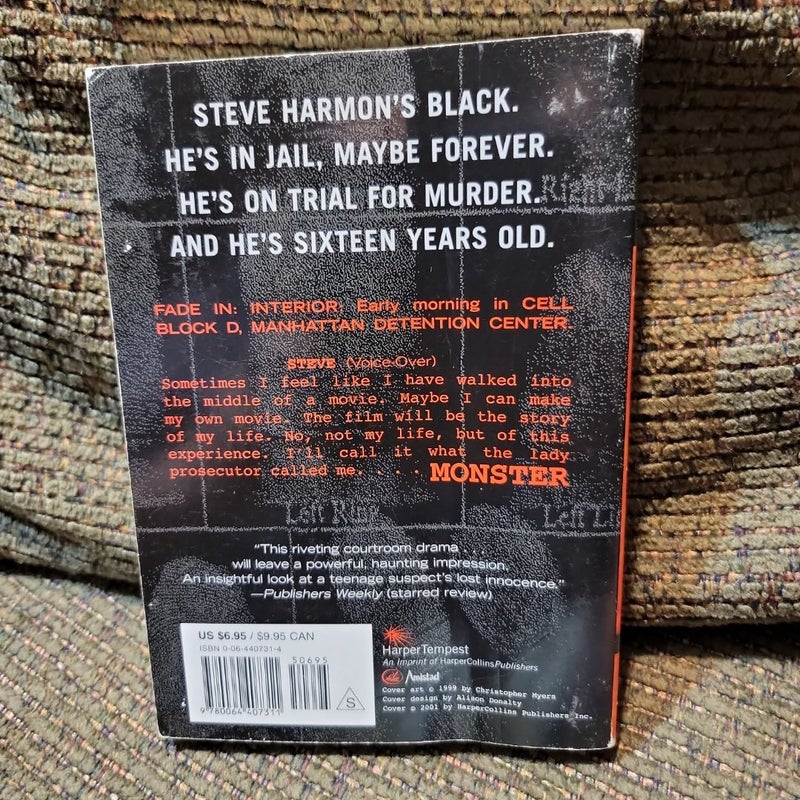 STEVE HARMON'S BLACK.
HE'S IN JAIL, MAYBE FOREVER.
HE'S ON TRIAL FOR MURDER.
Right
AND HE'S SIXTEEN YEARS OLD.
FADE IN: INTERIOR: Early morning in CELL
BLOCK D, MANHATTAN DETENTION CENTER.
STEVE (Voice-Over)
Sometimes I feel like I have walked into
the middle of a movie. Maybe I can make
my own movie. The film will be the story
of my life. No, not my life, but of this
experience. I'll call it what the lady
prosecutor called me. . . . MONSTER
Left Ring
Left Li
"This riveting courtroom drama . . .
will leave a powerful, haunting impression.
An insightful look at a teenage suspect's lost innocence."
—Publishers Weekly (starred review)
US $6.95 / $9.95 CAN
ISBN 0-06-440731-4
50695
9 780064 407311
S
HarperTempest
An Imprint of HarperCollinsPublishers
Amistad
Cover art © 1999 by Christopher Myers
Cover design by Alison Donalty
Cover © 2001 by HarperCollins Publishers Inc.